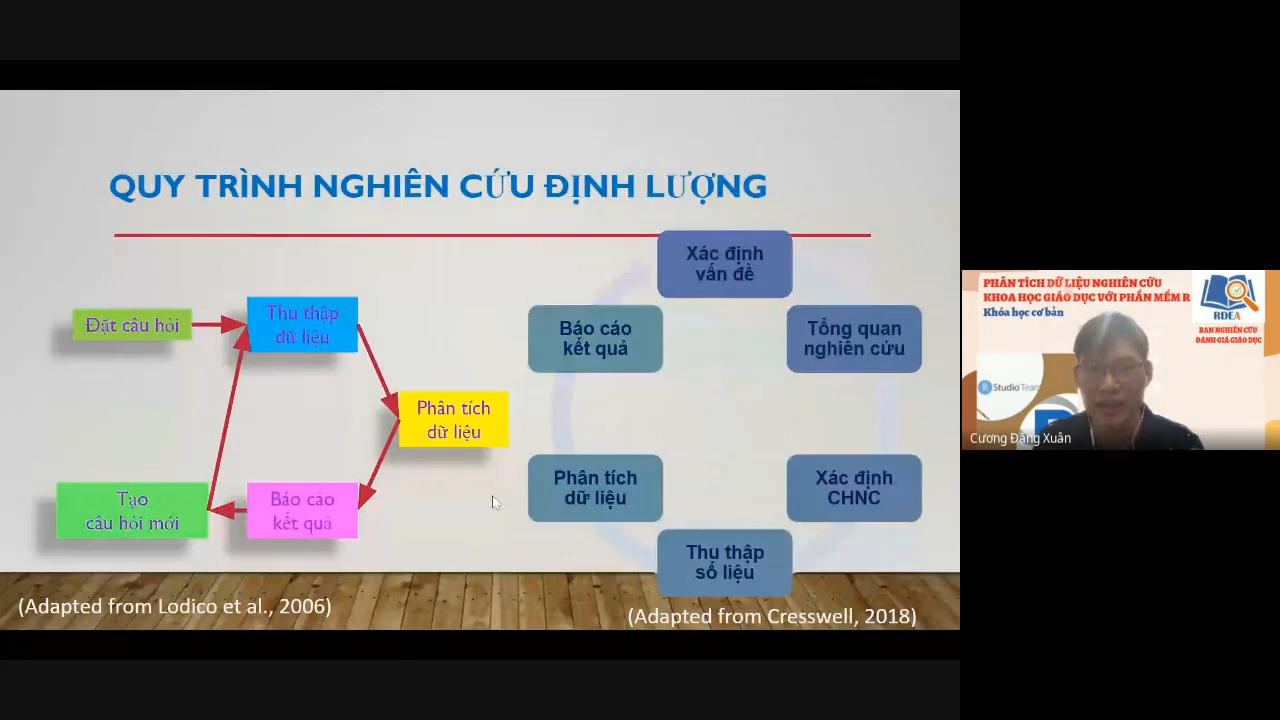 QUY TRÌNH NGHIÊN CỨU ĐỊNH LƯỢNG
Đặt câu hỏi
Thu thập
dữ liệu
Phân tích
dữ liệu
Báo cáo
kết quả
Tạo
câu hỏi mới
(Adapted from Lodico et al., 2006)
Xác định
vấn đề
Tổng quan
nghiên cứu
Xác định
CHNC
Thu thập
số liệu
Phân tích
dữ liệu
Báo cáo
kết quả
(Adapted from Cresswell, 2018)
PHÂN TÍCH DỮ LIỆU NGHIÊN CỨU
KHOA HỌC GIÁO DỤC VỚI PHẦN MỀM R
Khóa học cơ bản
RDEA
BAN NGHIÊN CỨU
ĐÁNH GIÁ GIÁO DỤC
R Studio Team
Cương Đặng Xuân